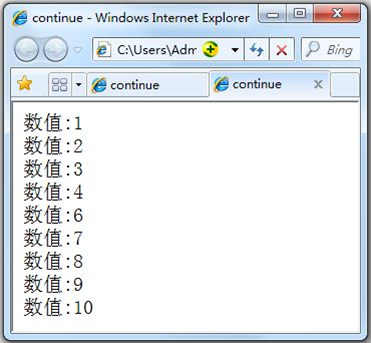 continue - Windows Internet Explorer
C:\Users\Adm
Bing
continue
continue
数值:1
数值:2
数值:3
数值:4
数值:6
数值:7
数值:8
数值:9
数值:10